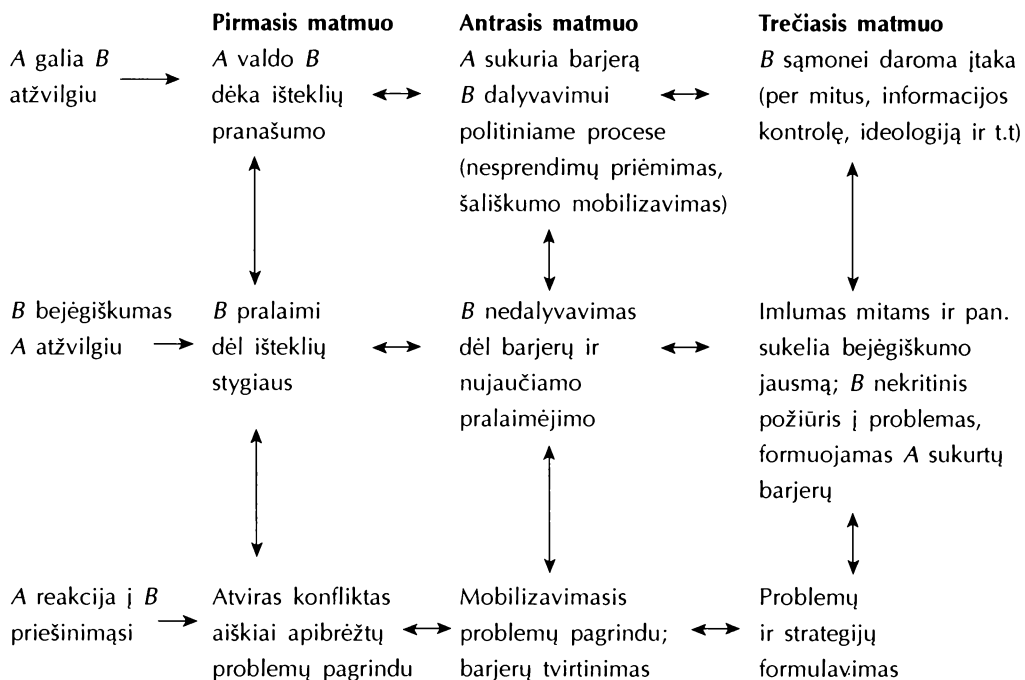 Pirmasis matmuo
Antrasis matmuo
Trečiasis matmuo
A galia B
atžvilgiu
A valdo B
dėka išteklių
pranašumo
A sukuria barjerą
B dalyvavimui
politiniame procese
(nesprendimų priėmimas,
šališkumo mobilizavimas)
B sąmonei daroma įtaka
(per mitus, informacijos
kontrolę, ideologiją ir t.t)
B bejėgiškumas
A atžvilgiu
B pralaimi
dėl išteklių
stygiaus
B nedalyvavimas
dėl barjerų ir
nujaučiamo
pralaimėjimo
Imlumas mitams ir pan.
sukelia bejėgiškumo
jausmą; B nekritinis
požiūris į problemas,
formuojamas A sukurtų
barjerų
A reakcija į B
priešinimąsi
Atviras konfliktas
aiškiai apibrėžtų
problemų pagrindu
Mobilizavimasis
problemų pagrindu;
barjerų tvirtinimas
Problemų
ir strategijų
formulavimas